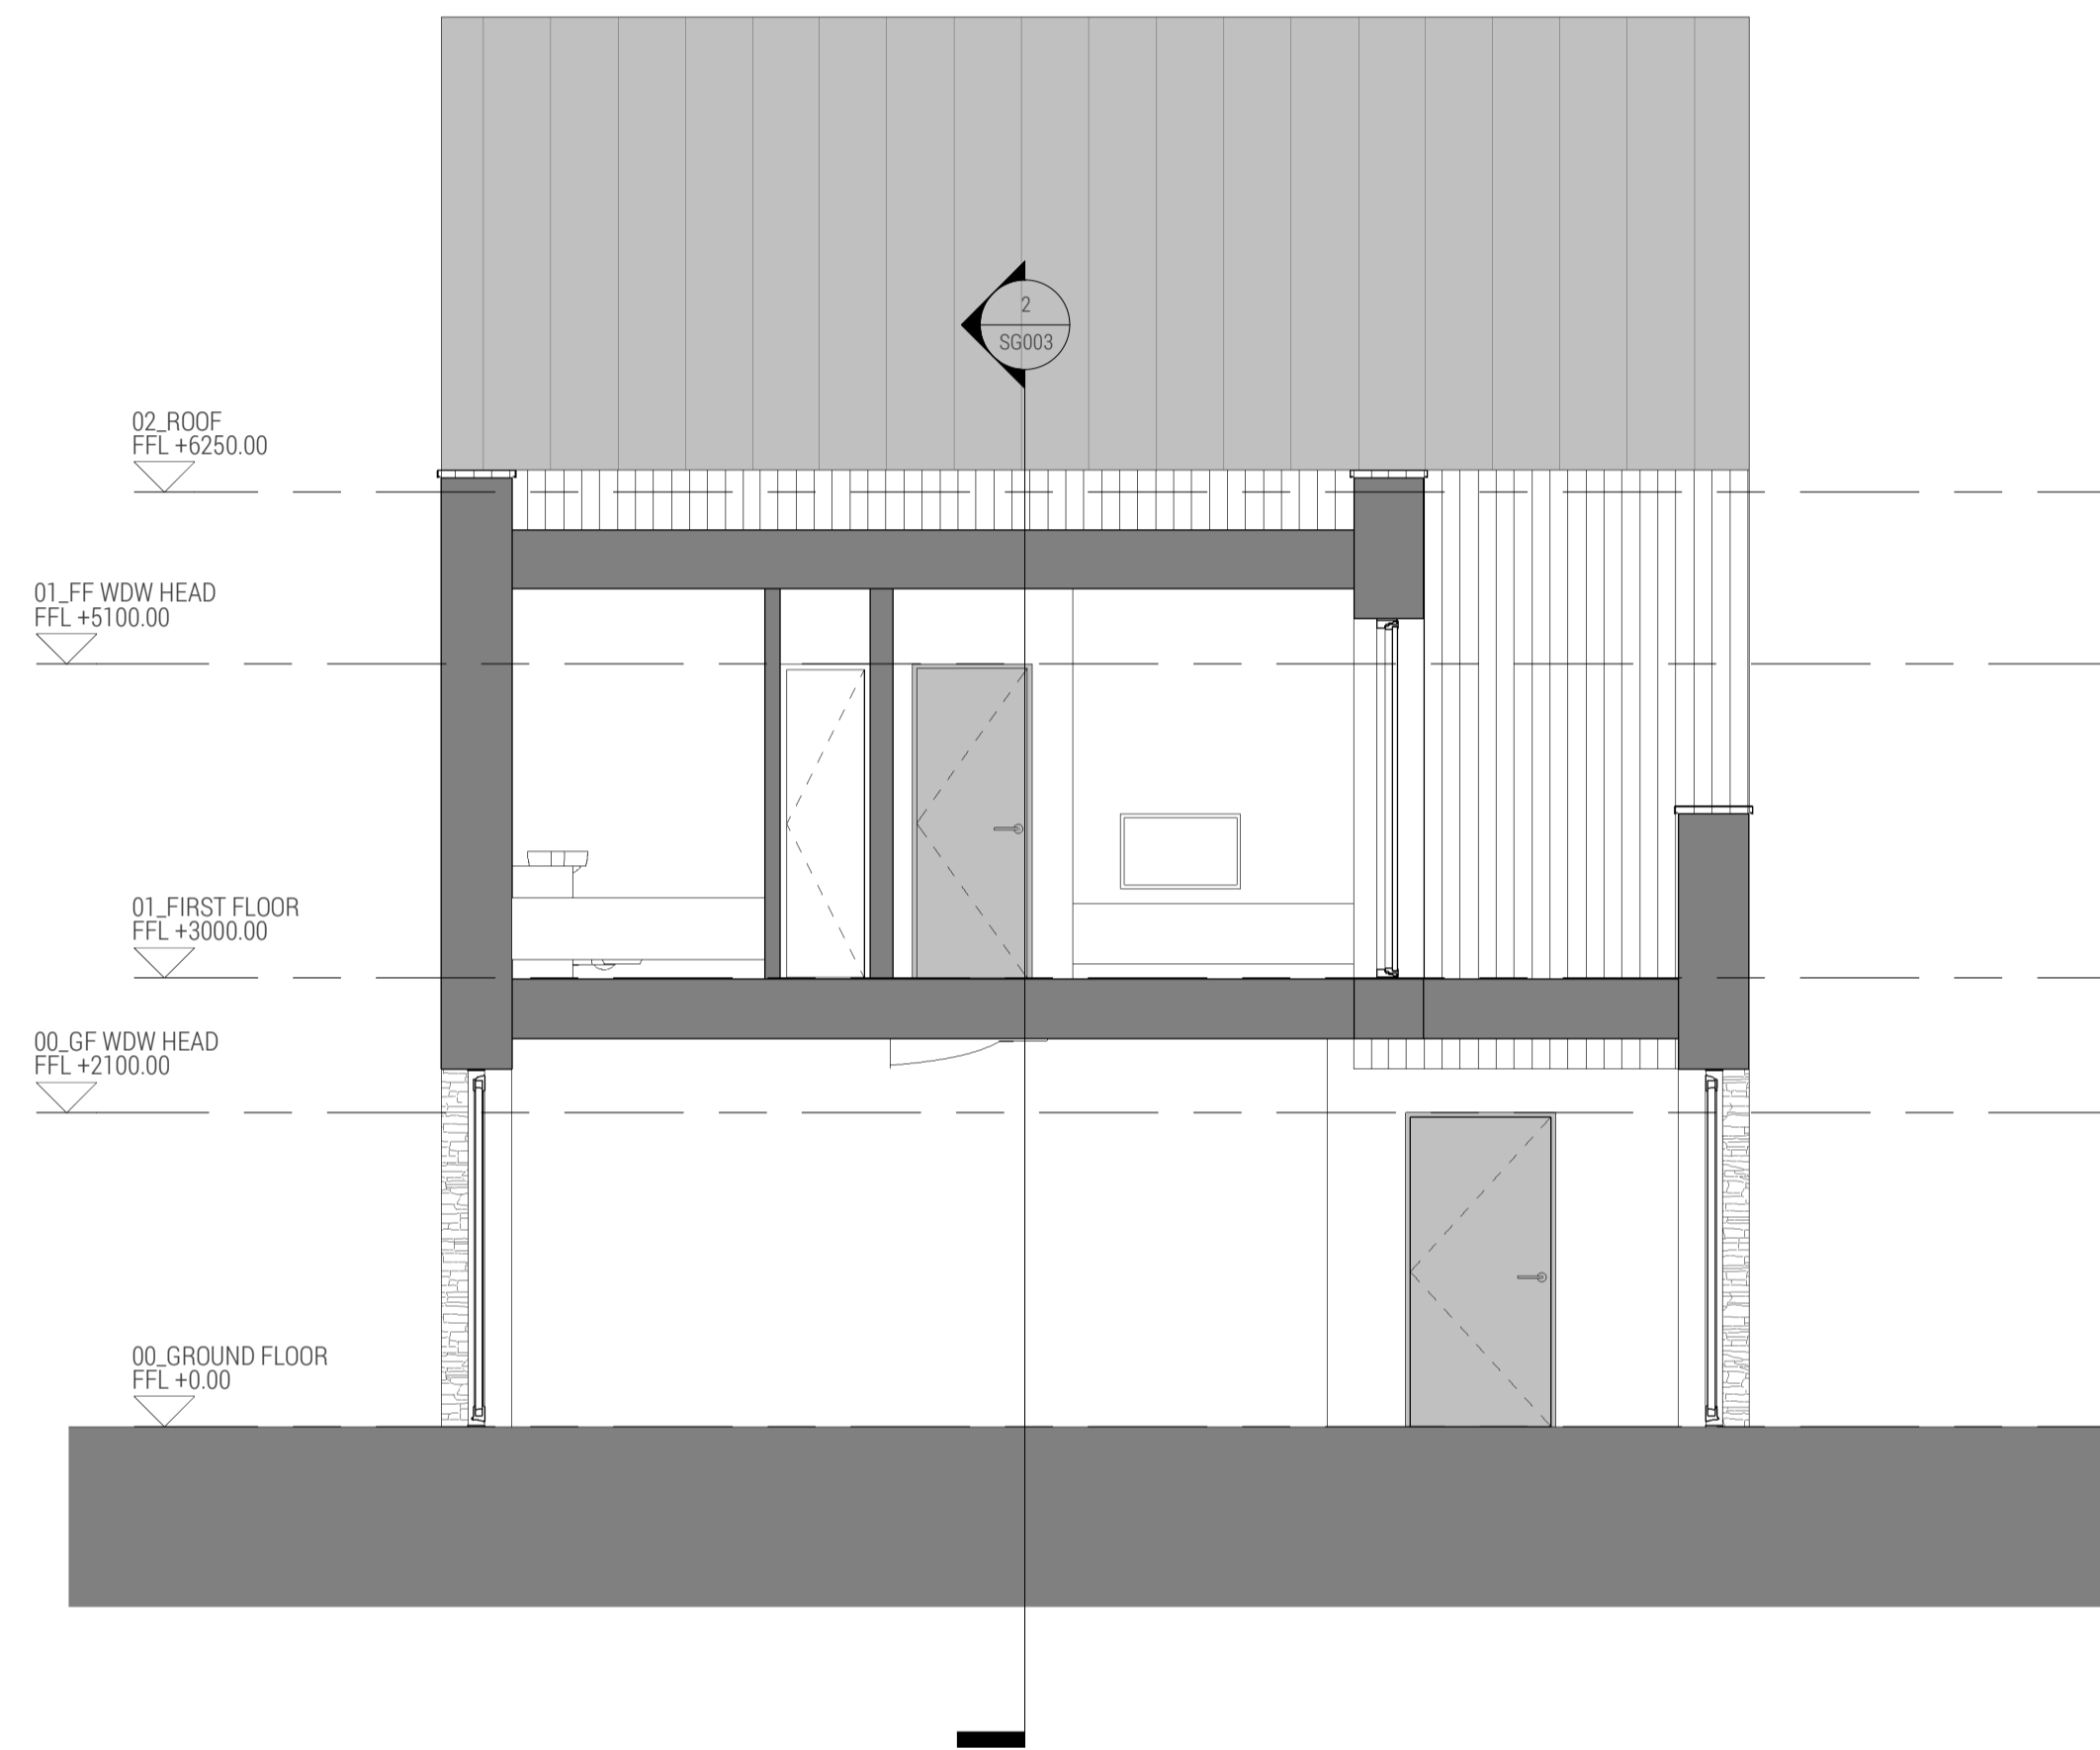 2
SG003
02_ROOF
FFL +6250.00
01_FF WDW HEAD
FFL +5100.00
01_FIRST FLOOR
FFL +3000.00
00_GF WDW HEAD
FFL +2100.00
00_GROUND FLOOR
FFL +0.00